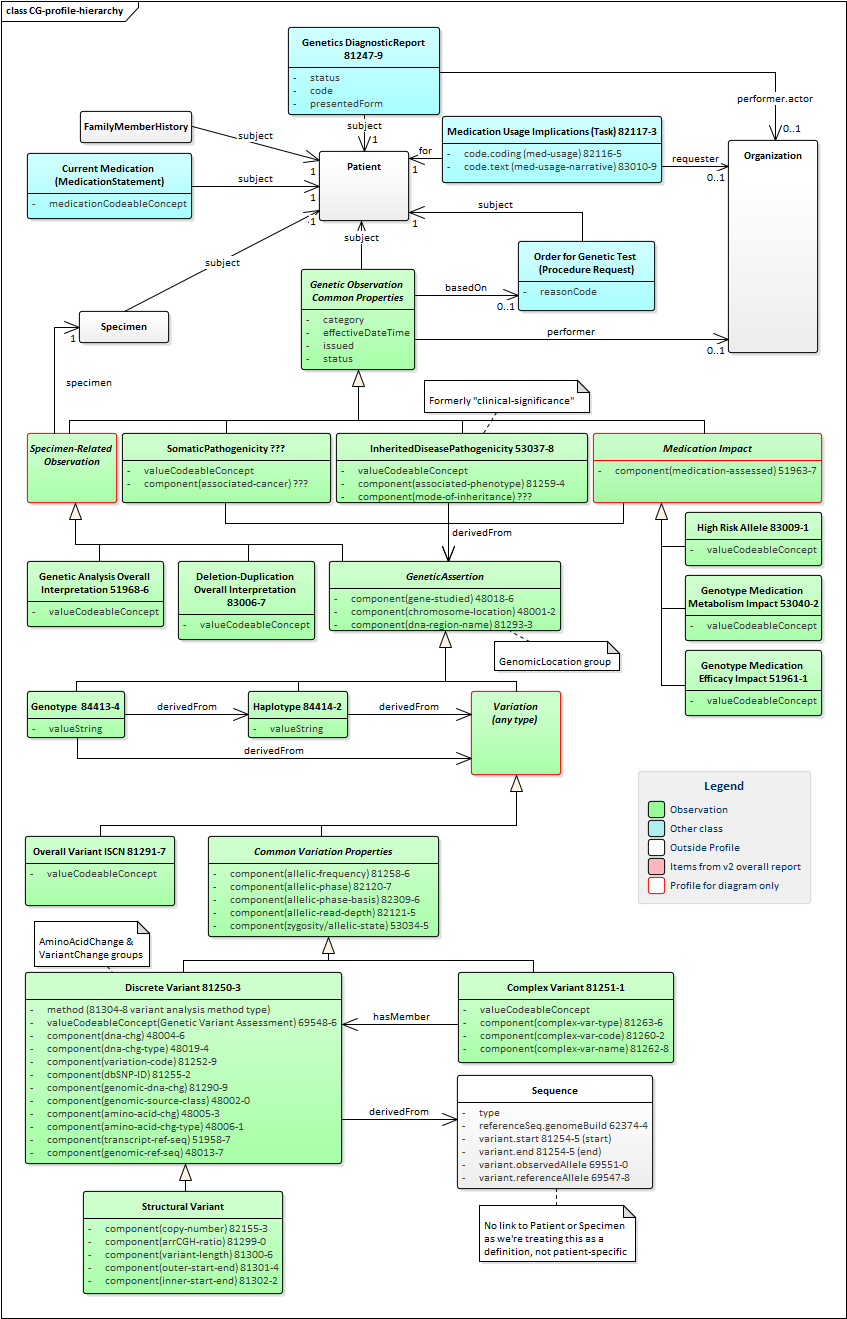 class CG-profile-hierarchy
Genetics DiagnosticReport
81247-9
- status
- code
- presentedForm
performer.actor
0..1
subject
1
FamilyMemberHistory
subject
1
Medication Usage Implications (Task) 82117-3
- code.coding (med-usage) 82116-5
- code.text (med-usage-narrative) 83010-9
for
1
requester
0..1
Organization
Patient
Current Medication
(MedicationStatement)
- medicationCodeableConcept
subject
1
subject
1
subject
1
subject
Order for Genetic Test
(Procedure Request)
- reasonCode
Genetic Observation
Common Properties
- category
- effectiveDateTime
- issued
- status
basedOn
0..1
performer
0..1
Specimen
1
specimen
Formerly "clinical-significance"
Specimen-Related
Observation
SomaticPathogenicity ???
- valueCodeableConcept
- component(associated-cancer) ???
InheritedDiseasePathogenicity 53037-8
- valueCodeableConcept
- component(associated-phenotype) 81259-4
- component(mode-of-inheritance) ???
Medication Impact
- component(medication-assessed) 51963-7
derivedFrom
High Risk Allele 83009-1
- valueCodeableConcept
Genotype Medication
Metabolism Impact 53040-2
- valueCodeableConcept
Genotype Medication
Efficacy Impact 51961-1
- valueCodeableConcept
Genetic Analysis Overall
Interpretation 51968-6
- valueCodeableConcept
Deletion-Duplication
Overall Interpretation
83006-7
- valueCodeableConcept
GeneticAssertion
- component(gene-studied) 48018-6
- component(chromosome-location) 48001-2
- component(dna-region-name) 81293-3
GenomicLocation group
Genotype 84413-4
- valueString
derivedFrom
Haplotype 84414-2
- valueString
derivedFrom
derivedFrom
Variation
(any type)
Legend
Observation
Other class
Outside Profile
Items from v2 overall report
Profile for diagram only
Overall Variant ISCN 81291-7
- valueCodeableConcept
Common Variation Properties
- component(allelic-frequency) 81258-6
- component(allelic-phase) 82120-7
- component(allelic-phase-basis) 82309-6
- component(allelic-read-depth) 82121-5
- component(zygosity/allelic-state) 53034-5
AminoAcidChange &
VariantChange groups
Discrete Variant 81250-3
- method (81304-8 variant analysis method type)
- valueCodeableConcept(Genetic Variant Assessment) 69548-6
- component(dna-chg) 48004-6
- component(dna-chg-type) 48019-4
- component(variation-code) 81252-9
- component(dbSNP-ID) 81255-2
- component(genomic-dna-chg) 81290-9
- component(genomic-source-class) 48002-0
- component(amino-acid-chg) 48005-3
- component(amino-acid-chg-type) 48006-1
- component(transcript-ref-seq) 51958-7
- component(genomic-ref-seq) 48013-7
hasMember
Complex Variant 81251-1
- valueCodeableConcept
- component(complex-var-type) 81263-6
- component(complex-var-code) 81260-2
- component(complex-var-name) 81262-8
derivedFrom
Sequence
- type
- referenceSeq.genomeBuild 62374-4
- variant.start 81254-5 (start)
- variant.end 81254-5 (end)
- variant.observedAllele 69551-0
- variant.referenceAllele 69547-8
Structural Variant
- component(copy-number) 82155-3
- component(arrCGH-ratio) 81299-0
- component(variant-length) 81300-6
- component(outer-start-end) 81301-4
- component(inner-start-end) 81302-2
No link to Patient or Specimen
as we're treating this as a
definition, not patient-specific